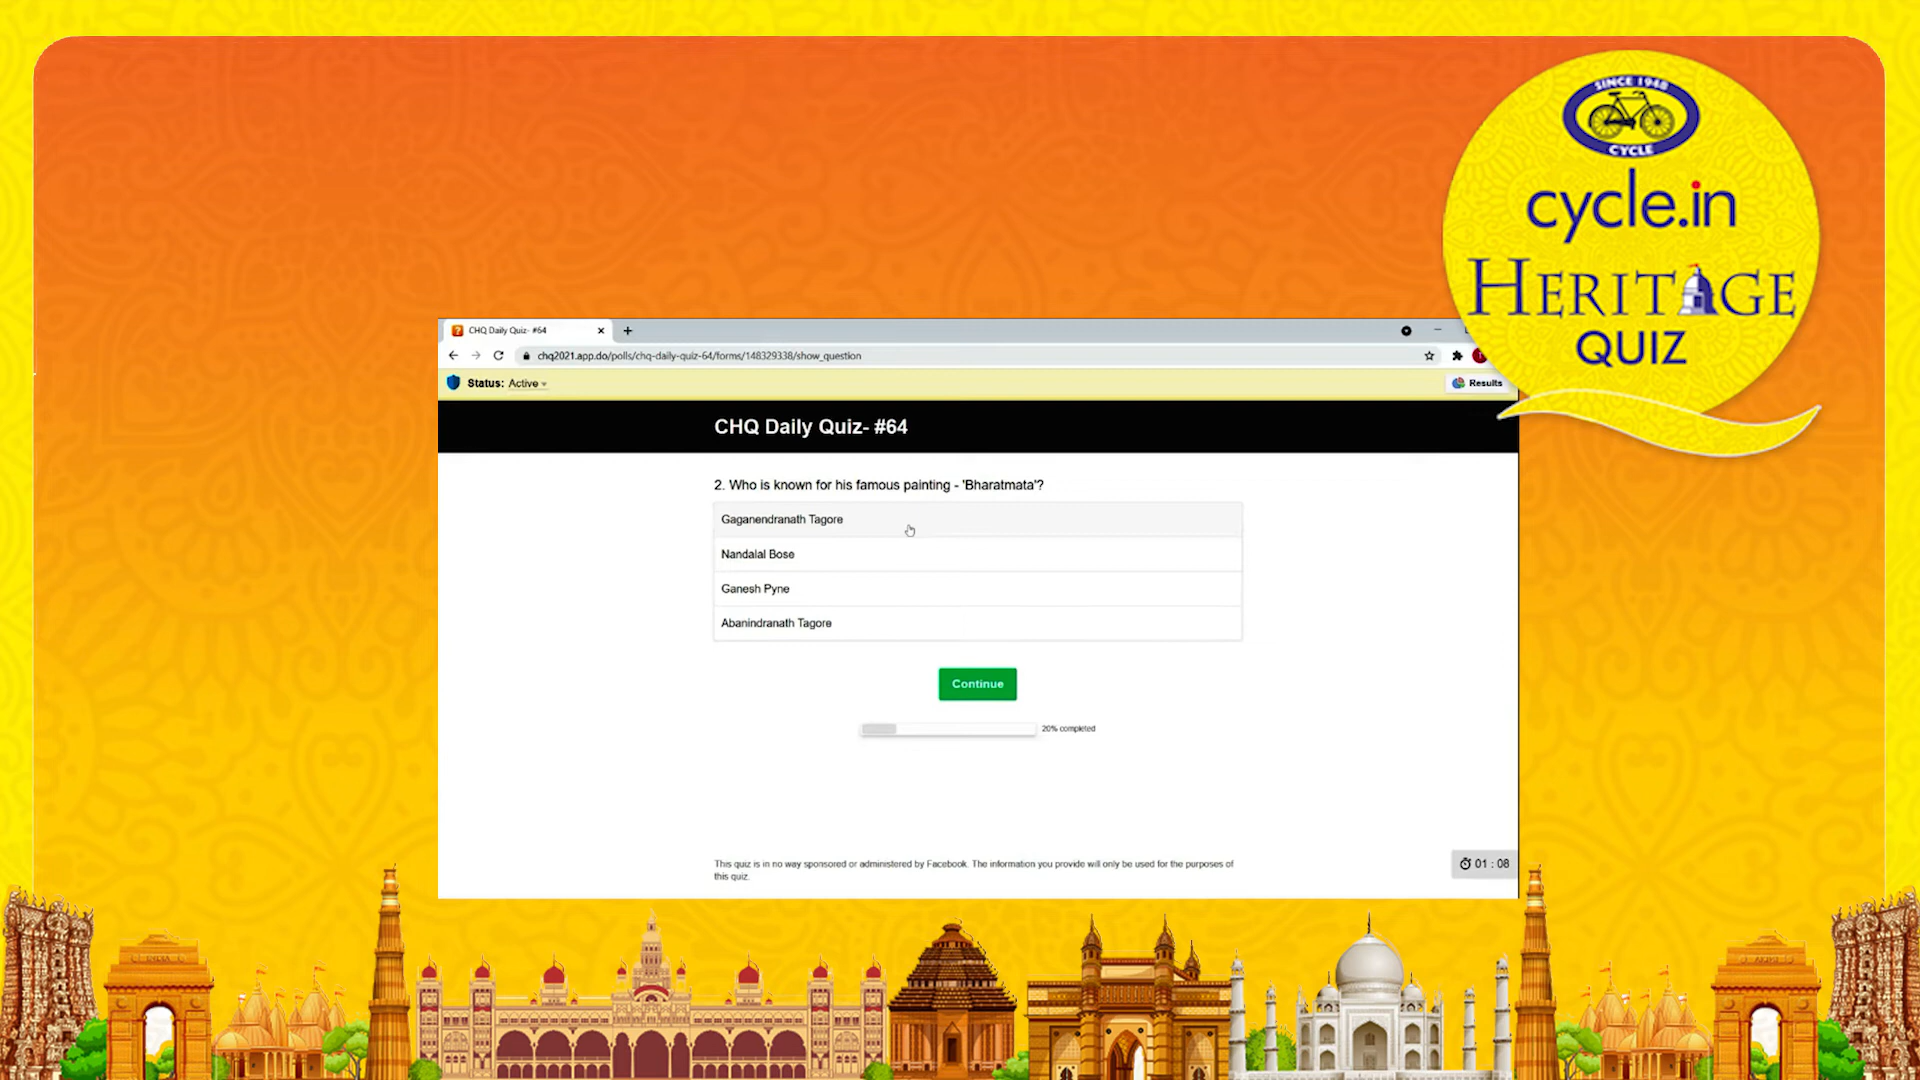 SINCE 1948
CYCLE
cycle.in
HERITAGE
QUIZ
CHQ Daily Quiz- #64
chq2021.app.do/polls/chq-daily-quiz-64/forms/148329338/show_question
Status: Active
Results
CHQ Daily Quiz- #64
2. Who is known for his famous painting - 'Bharatmata'?
Gaganendranath Tagore
Nandalal Bose
Ganesh Pyne
Abanindranath Tagore
Continue
20% completed
This quiz is in no way sponsored or administered by Facebook. The information you provide will only be used for the purposes of
this quiz.
01 : 08
INDIA